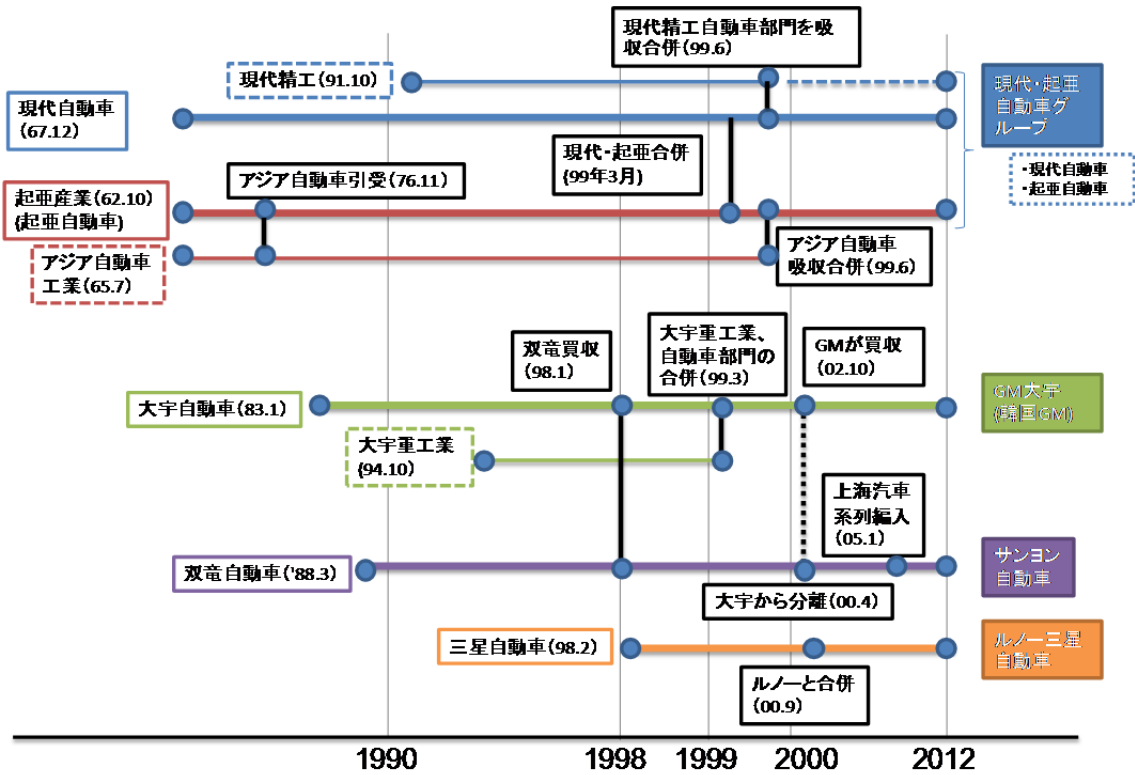 現代精工自動車部門を吸
収合併(99.6)
現代精工(91.10)
現代自動車
(67.12)
現代・起亜
自動車グ
ループ
現代・起亜合併
(99年3月)
アジア自動車引受(76.11)
・現代自動車
・起亜自動車
起亜産業(62.10)
(起亜自動車)
アジア自動車
工業(65.7)
アジア自動車
吸収合併(99.6)
双竜買収
(98.1)
大宇重工業、
自動車部門の
合併(99.3)
GMが買収
(02.10)
大宇自動車(83.1)
GM大宇
(韓国GM)
大宇重工業
(94.10)
上海汽車
系列編入
(05.1)
双竜自動車('88.3)
サンヨン
自動車
大宇から分離(00.4)
三星自動車(98.2)
ルノー三星
自動車
ルノーと合併
(00.9)
1990 1998 1999 2000 2012